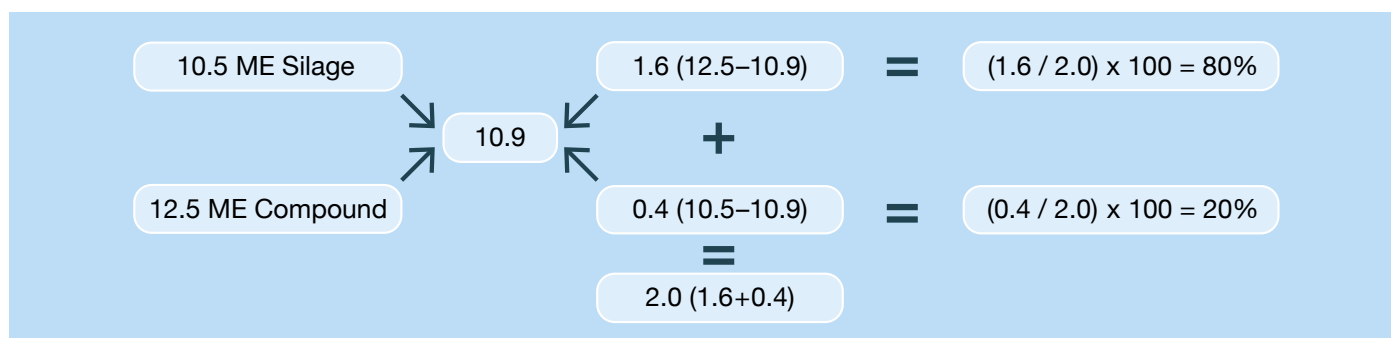 10.5 ME Silage
1.6 (12.5–10.9)
=
(1.6 / 2.0) x 100 = 80%
10.9
+
12.5 ME Compound
0.4 (10.5–10.9)
=
(0.4 / 2.0) x 100 = 20%
=
2.0 (1.6+0.4)